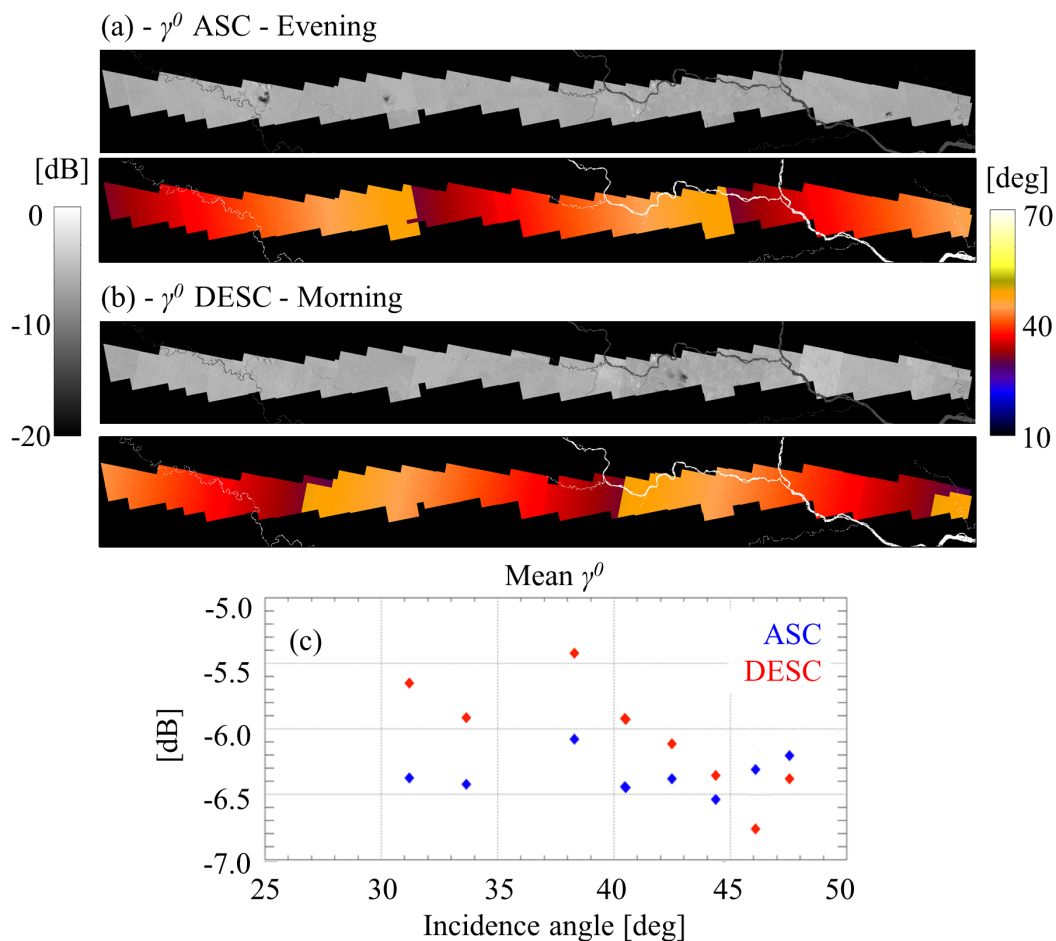 (a) - γ⁰ ASC - Evening
[dB]
0
-10
-20
[deg]
70
40
10
(b) - γ⁰ DESC - Morning
Mean γ⁰
(c)
ASC
DESC
[dB]
-5.0
-5.5
-6.0
-6.5
-7.0
25
30
35
40
45
50
Incidence angle [deg]